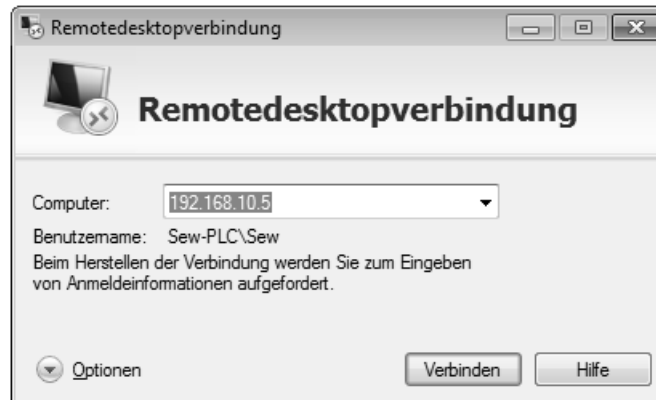 Remotedesktopverbindung
Remotedesktopverbindung
Computer: 192.168.10.5
Benutzername: Sew-PLC\Sew
Beim Herstellen der Verbindung werden Sie zum Eingeben
von Anmeldeinformationen aufgefordert.
Optionen Verbinden Hilfe